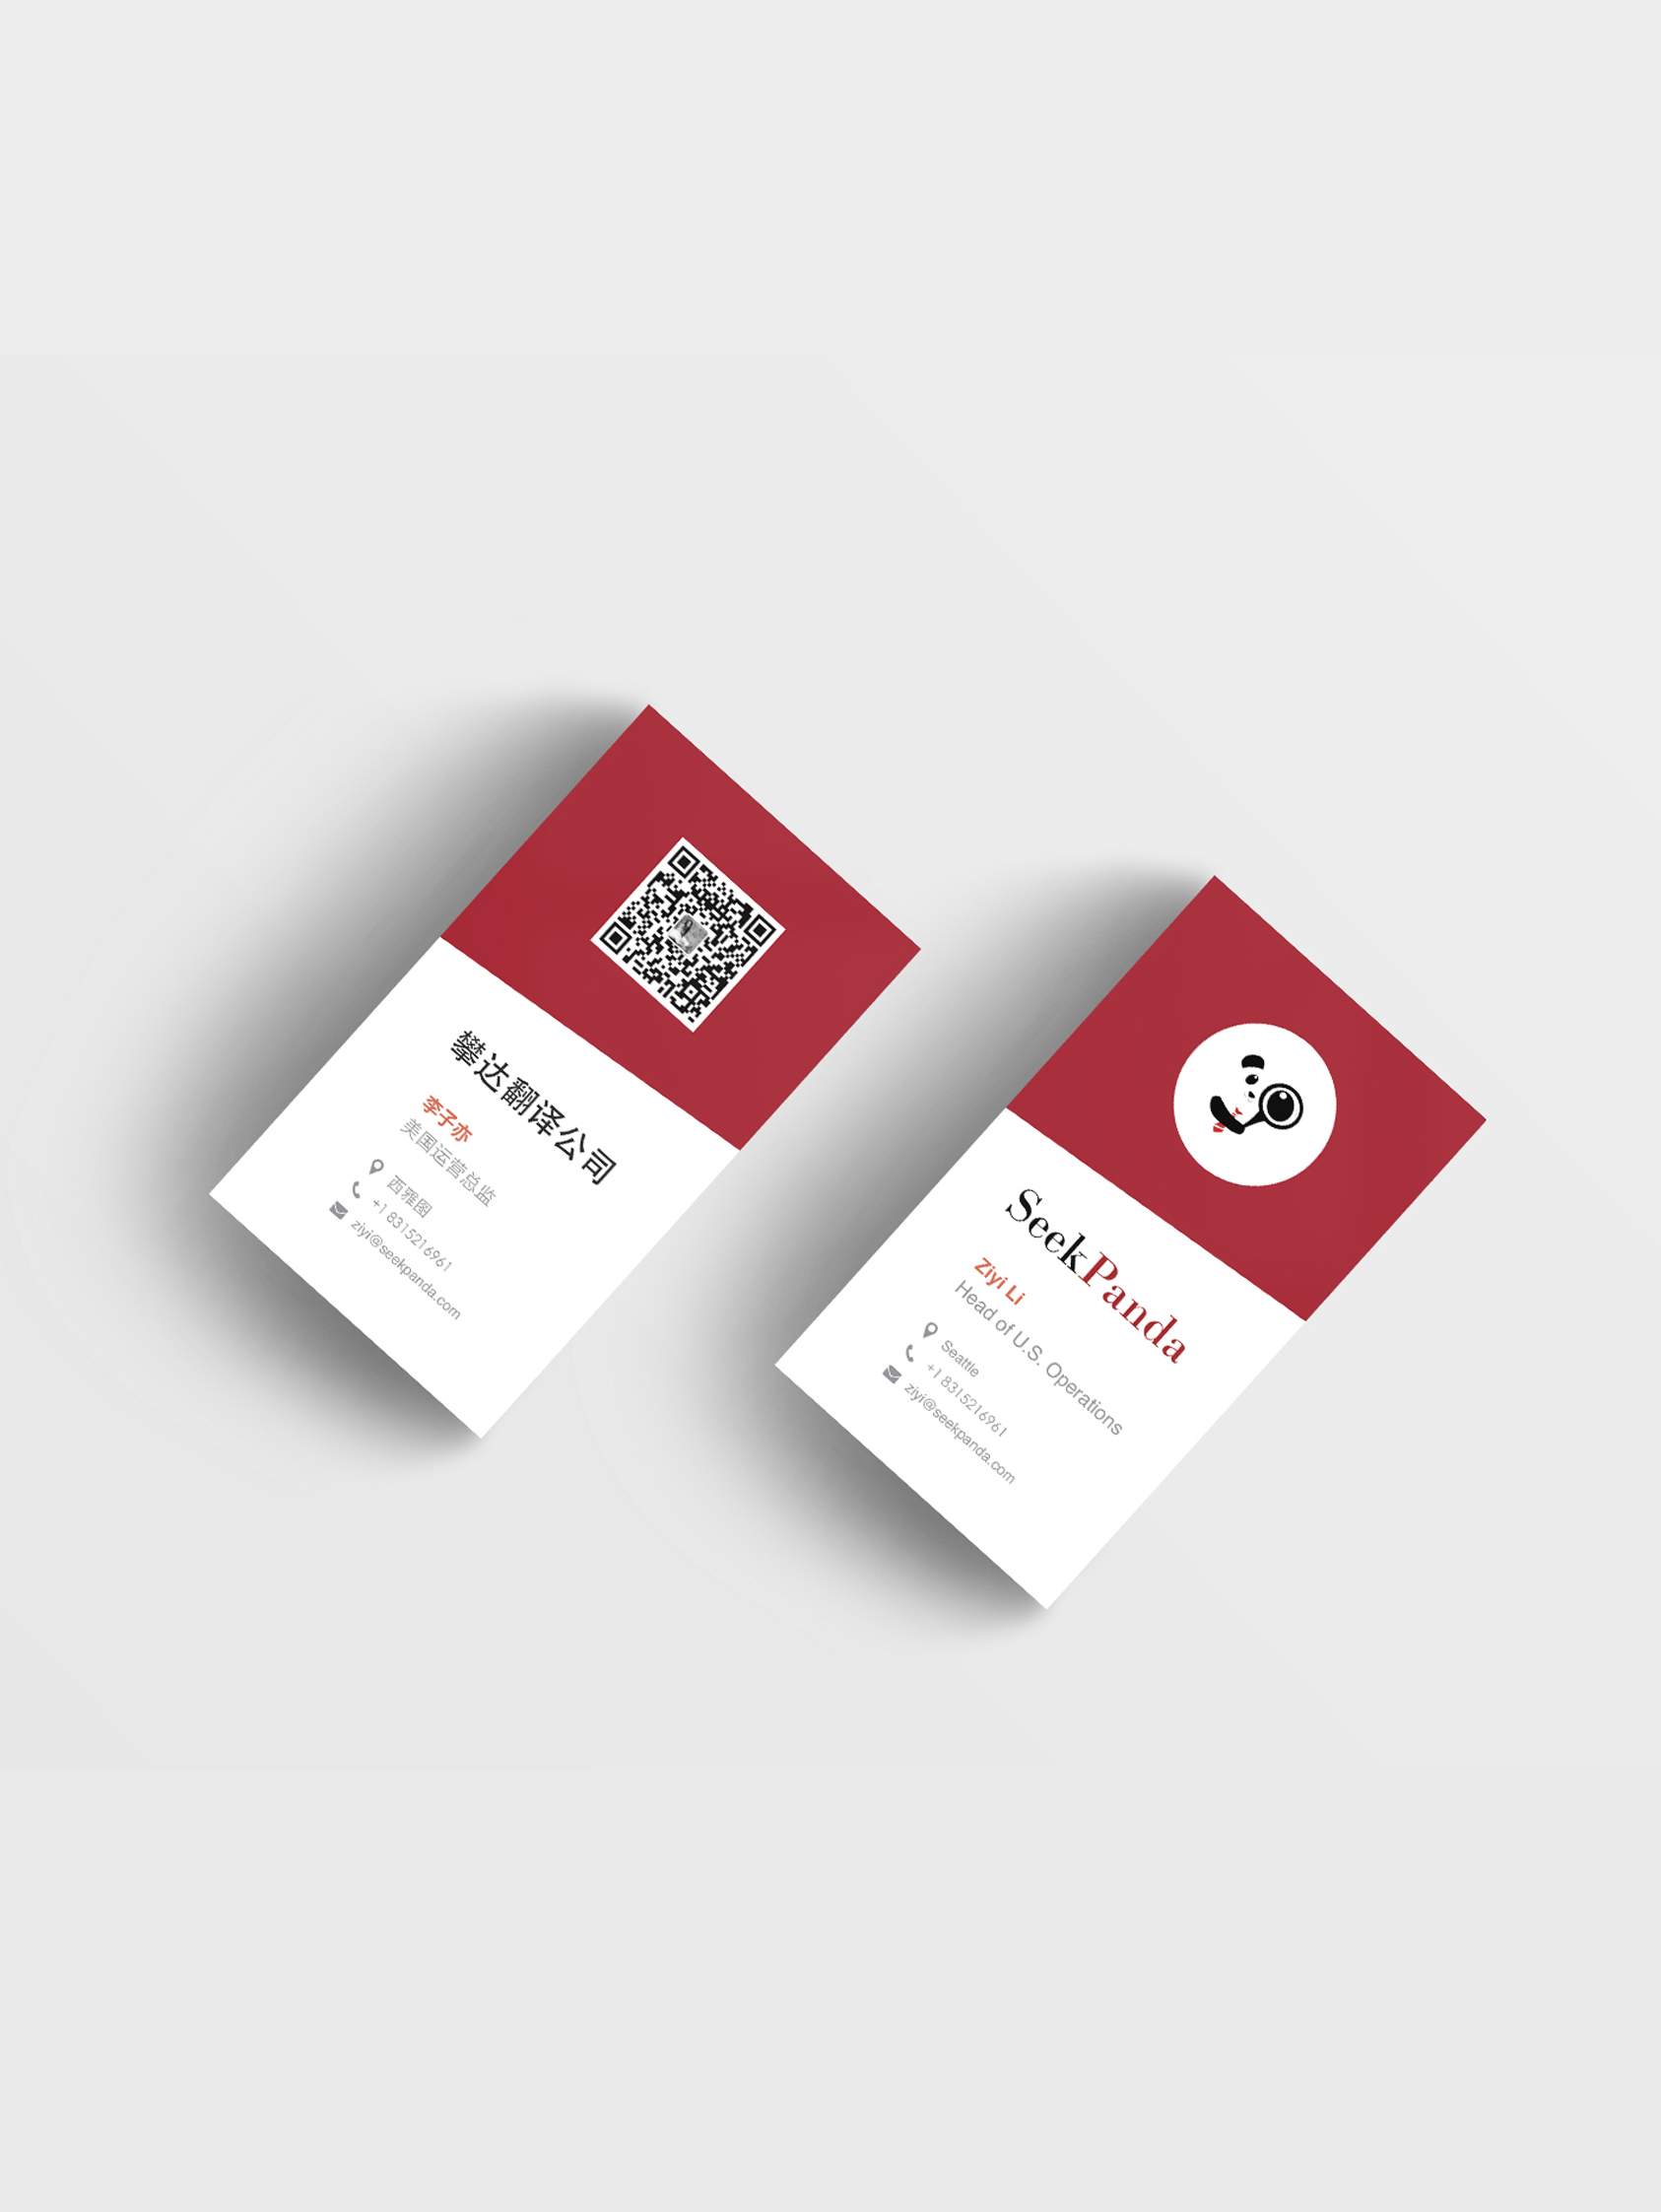 攀达翻译公司
李子亦
美国运营总监
西雅图
+1 8315216961
ziyi@seekpanda.com
SeekPanda
Ziyi Li
Head of U.S. Operations
Seattle
+1 8315216961
ziyi@seekpanda.com